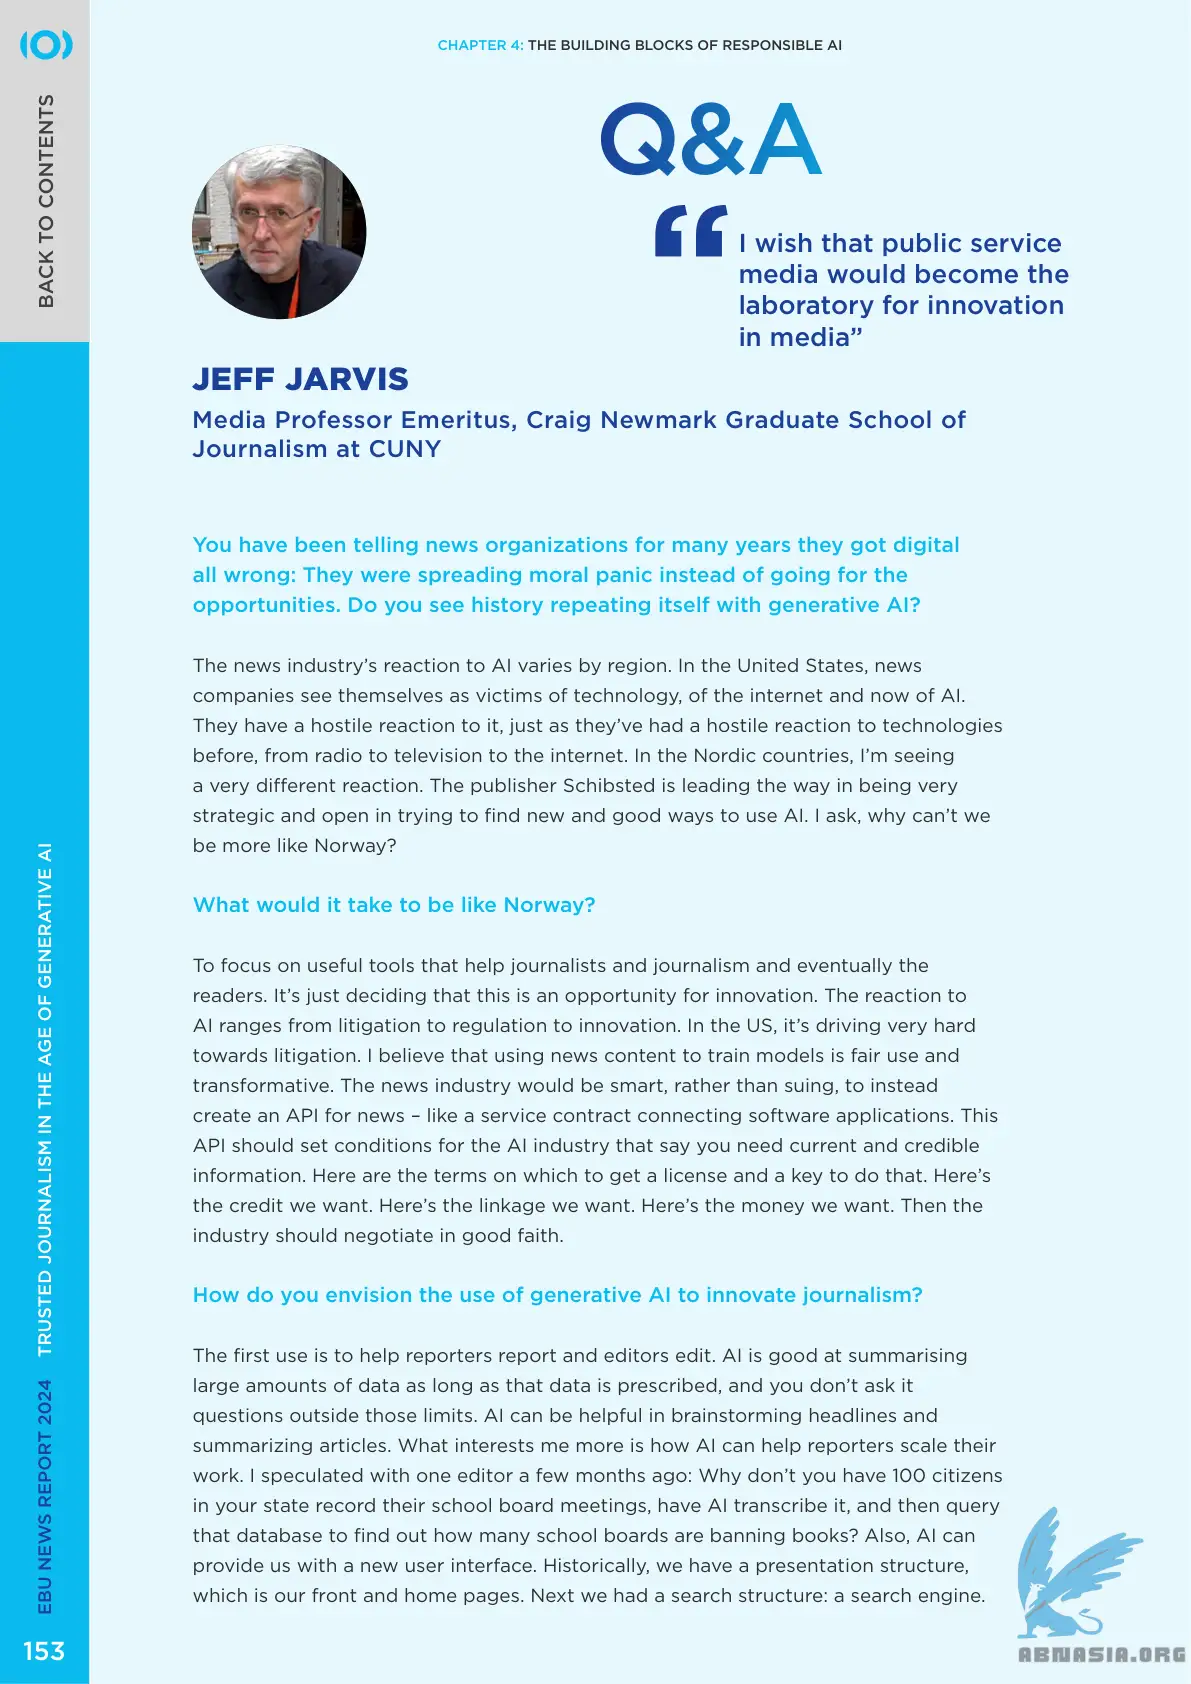 CHAPTER 4: THE BUILDING BLOCKS OF RESPONSIBLE AI
BACK TO CONTENTS
Q&A
“I wish that public service
media would become the
laboratory for innovation
in media”
JEFF JARVIS
Media Professor Emeritus, Craig Newmark Graduate School of
Journalism at CUNY
You have been telling news organizations for many years they got digital
all wrong: They were spreading moral panic instead of going for the
opportunities. Do you see history repeating itself with generative AI?
The news industry’s reaction to AI varies by region. In the United States, news
companies see themselves as victims of technology, of the internet and now of AI.
They have a hostile reaction to it, just as they’ve had a hostile reaction to technologies
before, from radio to television to the internet. In the Nordic countries, I’m seeing
a very different reaction. The publisher Schibsted is leading the way in being very
strategic and open in trying to find new and good ways to use AI. I ask, why can’t we
be more like Norway?
What would it take to be like Norway?
To focus on useful tools that help journalists and journalism and eventually the
readers. It’s just deciding that this is an opportunity for innovation. The reaction to
AI ranges from litigation to regulation to innovation. In the US, it’s driving very hard
towards litigation. I believe that using news content to train models is fair use and
transformative. The news industry would be smart, rather than suing, to instead
create an API for news – like a service contract connecting software applications. This
API should set conditions for the AI industry that say you need current and credible
information. Here are the terms on which to get a license and a key to do that. Here’s
the credit we want. Here’s the linkage we want. Here’s the money we want. Then the
industry should negotiate in good faith.
How do you envision the use of generative AI to innovate journalism?
The first use is to help reporters report and editors edit. AI is good at summarising
large amounts of data as long as that data is prescribed, and you don’t ask it
questions outside those limits. AI can be helpful in brainstorming headlines and
summarizing articles. What interests me more is how AI can help reporters scale their
work. I speculated with one editor a few months ago: Why don’t you have 100 citizens
in your state record their school board meetings, have AI transcribe it, and then query
that database to find out how many school boards are banning books? Also, AI can
provide us with a new user interface. Historically, we have a presentation structure,
which is our front and home pages. Next we had a search structure: a search engine.
EBU NEWS REPORT 2024 TRUSTED JOURNALISM IN THE AGE OF GENERATIVE AI
153
ABNASIA.ORG